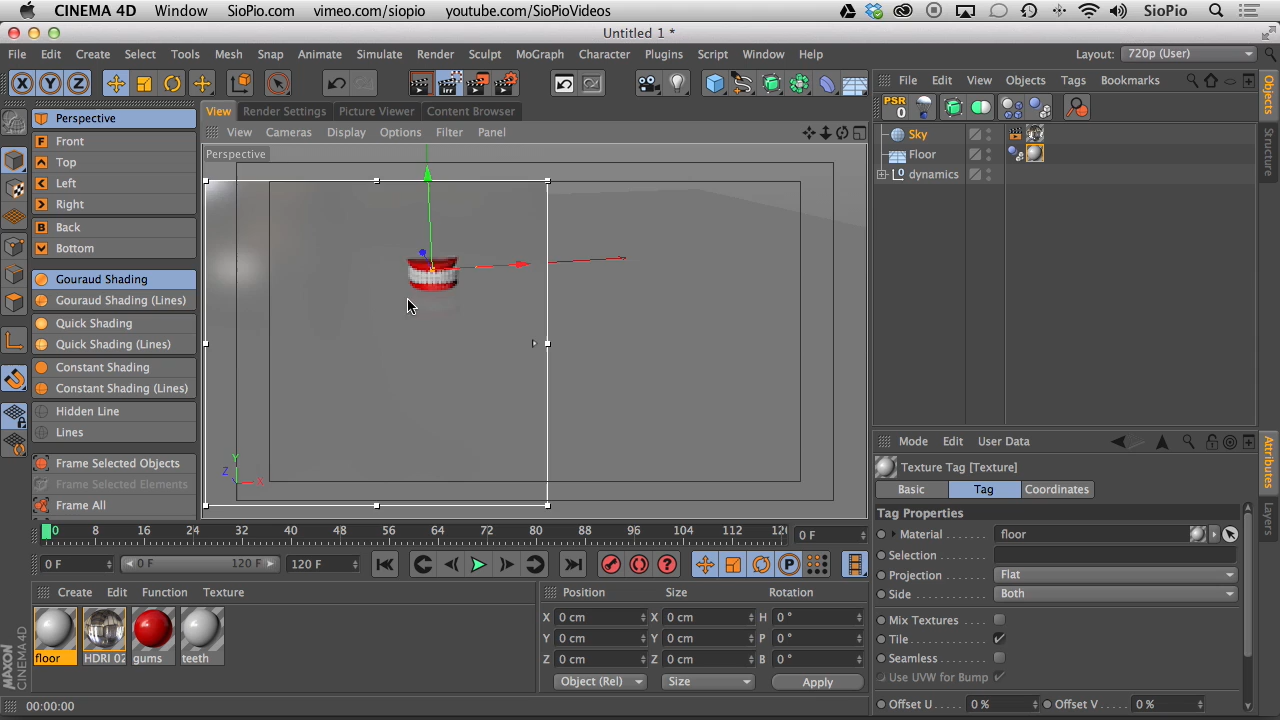 CINEMA 4D Window SioPio.com vimeo.com/siopio youtube.com/SioPioVideos SioPio
Untitled 1 *
File Edit Create Select Tools Mesh Snap Animate Simulate Render Sculpt MoGraph Character Plugins Script Window Help Layout: 720p (User)
X Y Z
View Render Settings Picture Viewer Content Browser
File Edit View Objects Tags Bookmarks
PSR
0
View Cameras Display Options Filter Panel
Perspective
Perspective
F Front
Top
Left
Right
B Back
Bottom
Gouraud Shading
Gouraud Shading (Lines)
Quick Shading
Quick Shading (Lines)
Constant Shading
Constant Shading (Lines)
Hidden Line
Lines
Frame Selected Objects
Frame Selected Elements
Frame All
Y
Z
X
Sky
Floor
dynamics
Objects
Structure
Mode Edit User Data
Texture Tag [Texture]
Basic Tag Coordinates
Tag Properties
Material floor
Selection
Projection Flat
Side Both
Mix Textures
Tile
Seamless
Use UVW for Bump
Offset U 0 % Offset V 0 %
Attributes
Layers
0 8 16 24 32 40 48 56 64 72 80 88 96 104 112 0 F
0 F 0 F 120 F 120 F P
Create Edit Function Texture
floor HDRI 02 gums teeth
Position Size Rotation
X 0 cm X 0 cm H 0 °
Y 0 cm Y 0 cm P 0 °
Z 0 cm Z 0 cm B 0 °
Object (Rel) Size Apply
MAXON
CINEMA 4D
00:00:00